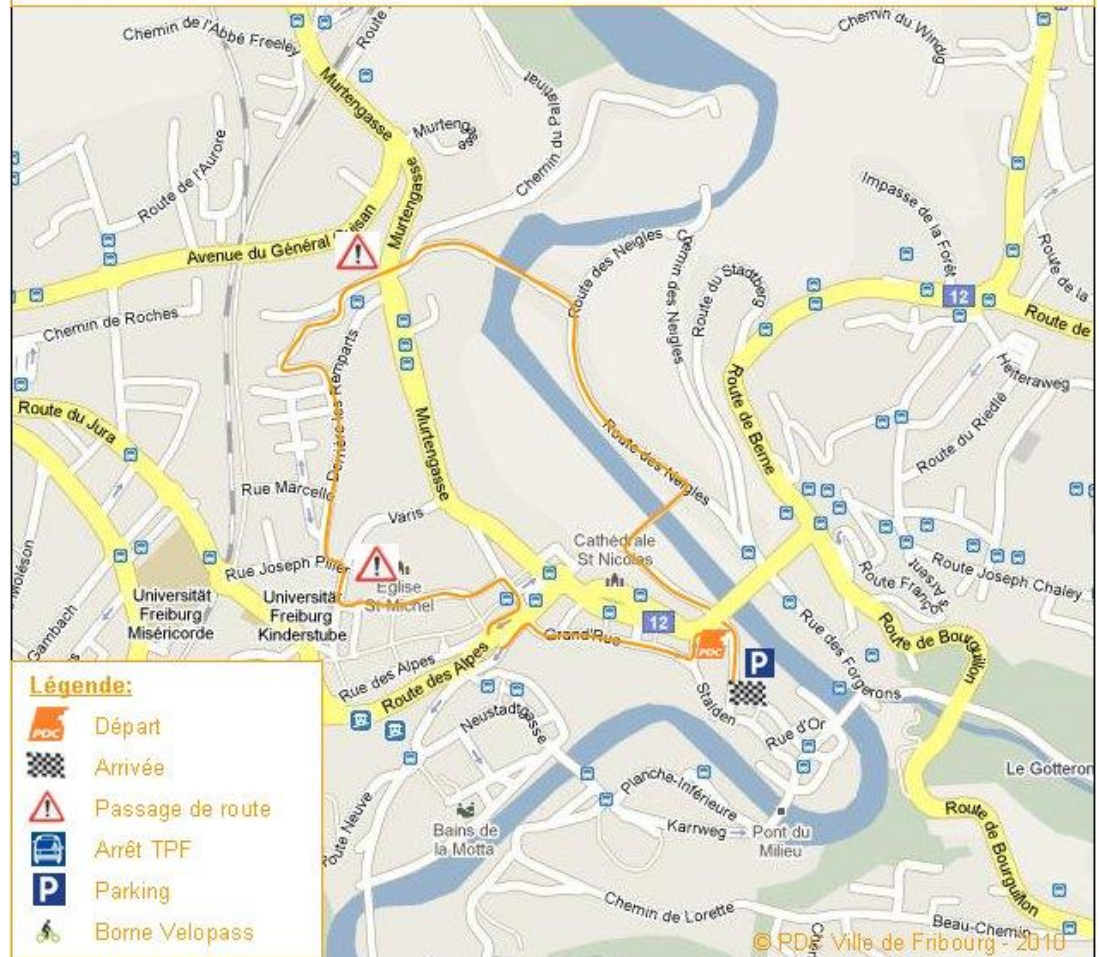 Chemin de l'Abbé Freeley
Route
Chemin du Windig
Murtengasse
Murtengasse
Chemin du Palatinat
Route de l'Aurore
Murtengasse
Impasse de la Forêt
Avenue du Général Guisan
Route des Neigles
Chemin des Neigles
Route du Stadtberg
Route de la
12
Chemin de Roches
Route de
Derrière les Remparts
Heiteraweg
Route du Jura
Route de Berne
Route du Riedlé
Murtengasse
Route des Neigles
Rue Marcello
Varis
Cathédrale
St Nicolas
Moléson
Rue Joseph Piller
Eglise
St Michel
Route Joseph Chaley
Route Franço
d'Arsent
Universität
Freiburg
Miséricorde
Universität
Freiburg
Kinderstube
Gambach
12
Grand'Rue
PDC
P
Rue des Forgerons
Route de Bourguillon
Rue des Alpes
Route des Alpes
Stalden
Neustadtgasse
Rue d'Or
Le Gotteron
Planche-Inférieure
Route Neuve
Bains de
la Motta
Karrweg
Pont du
Milieu
Route de Bourguillon
Chemin de Lorette
Beau-Chemin
Légende:
PDC Départ
Arrivée
Passage de route
Arrêt TPF
P Parking
Borne Velopass
© PDC Ville de Fribourg - 2010